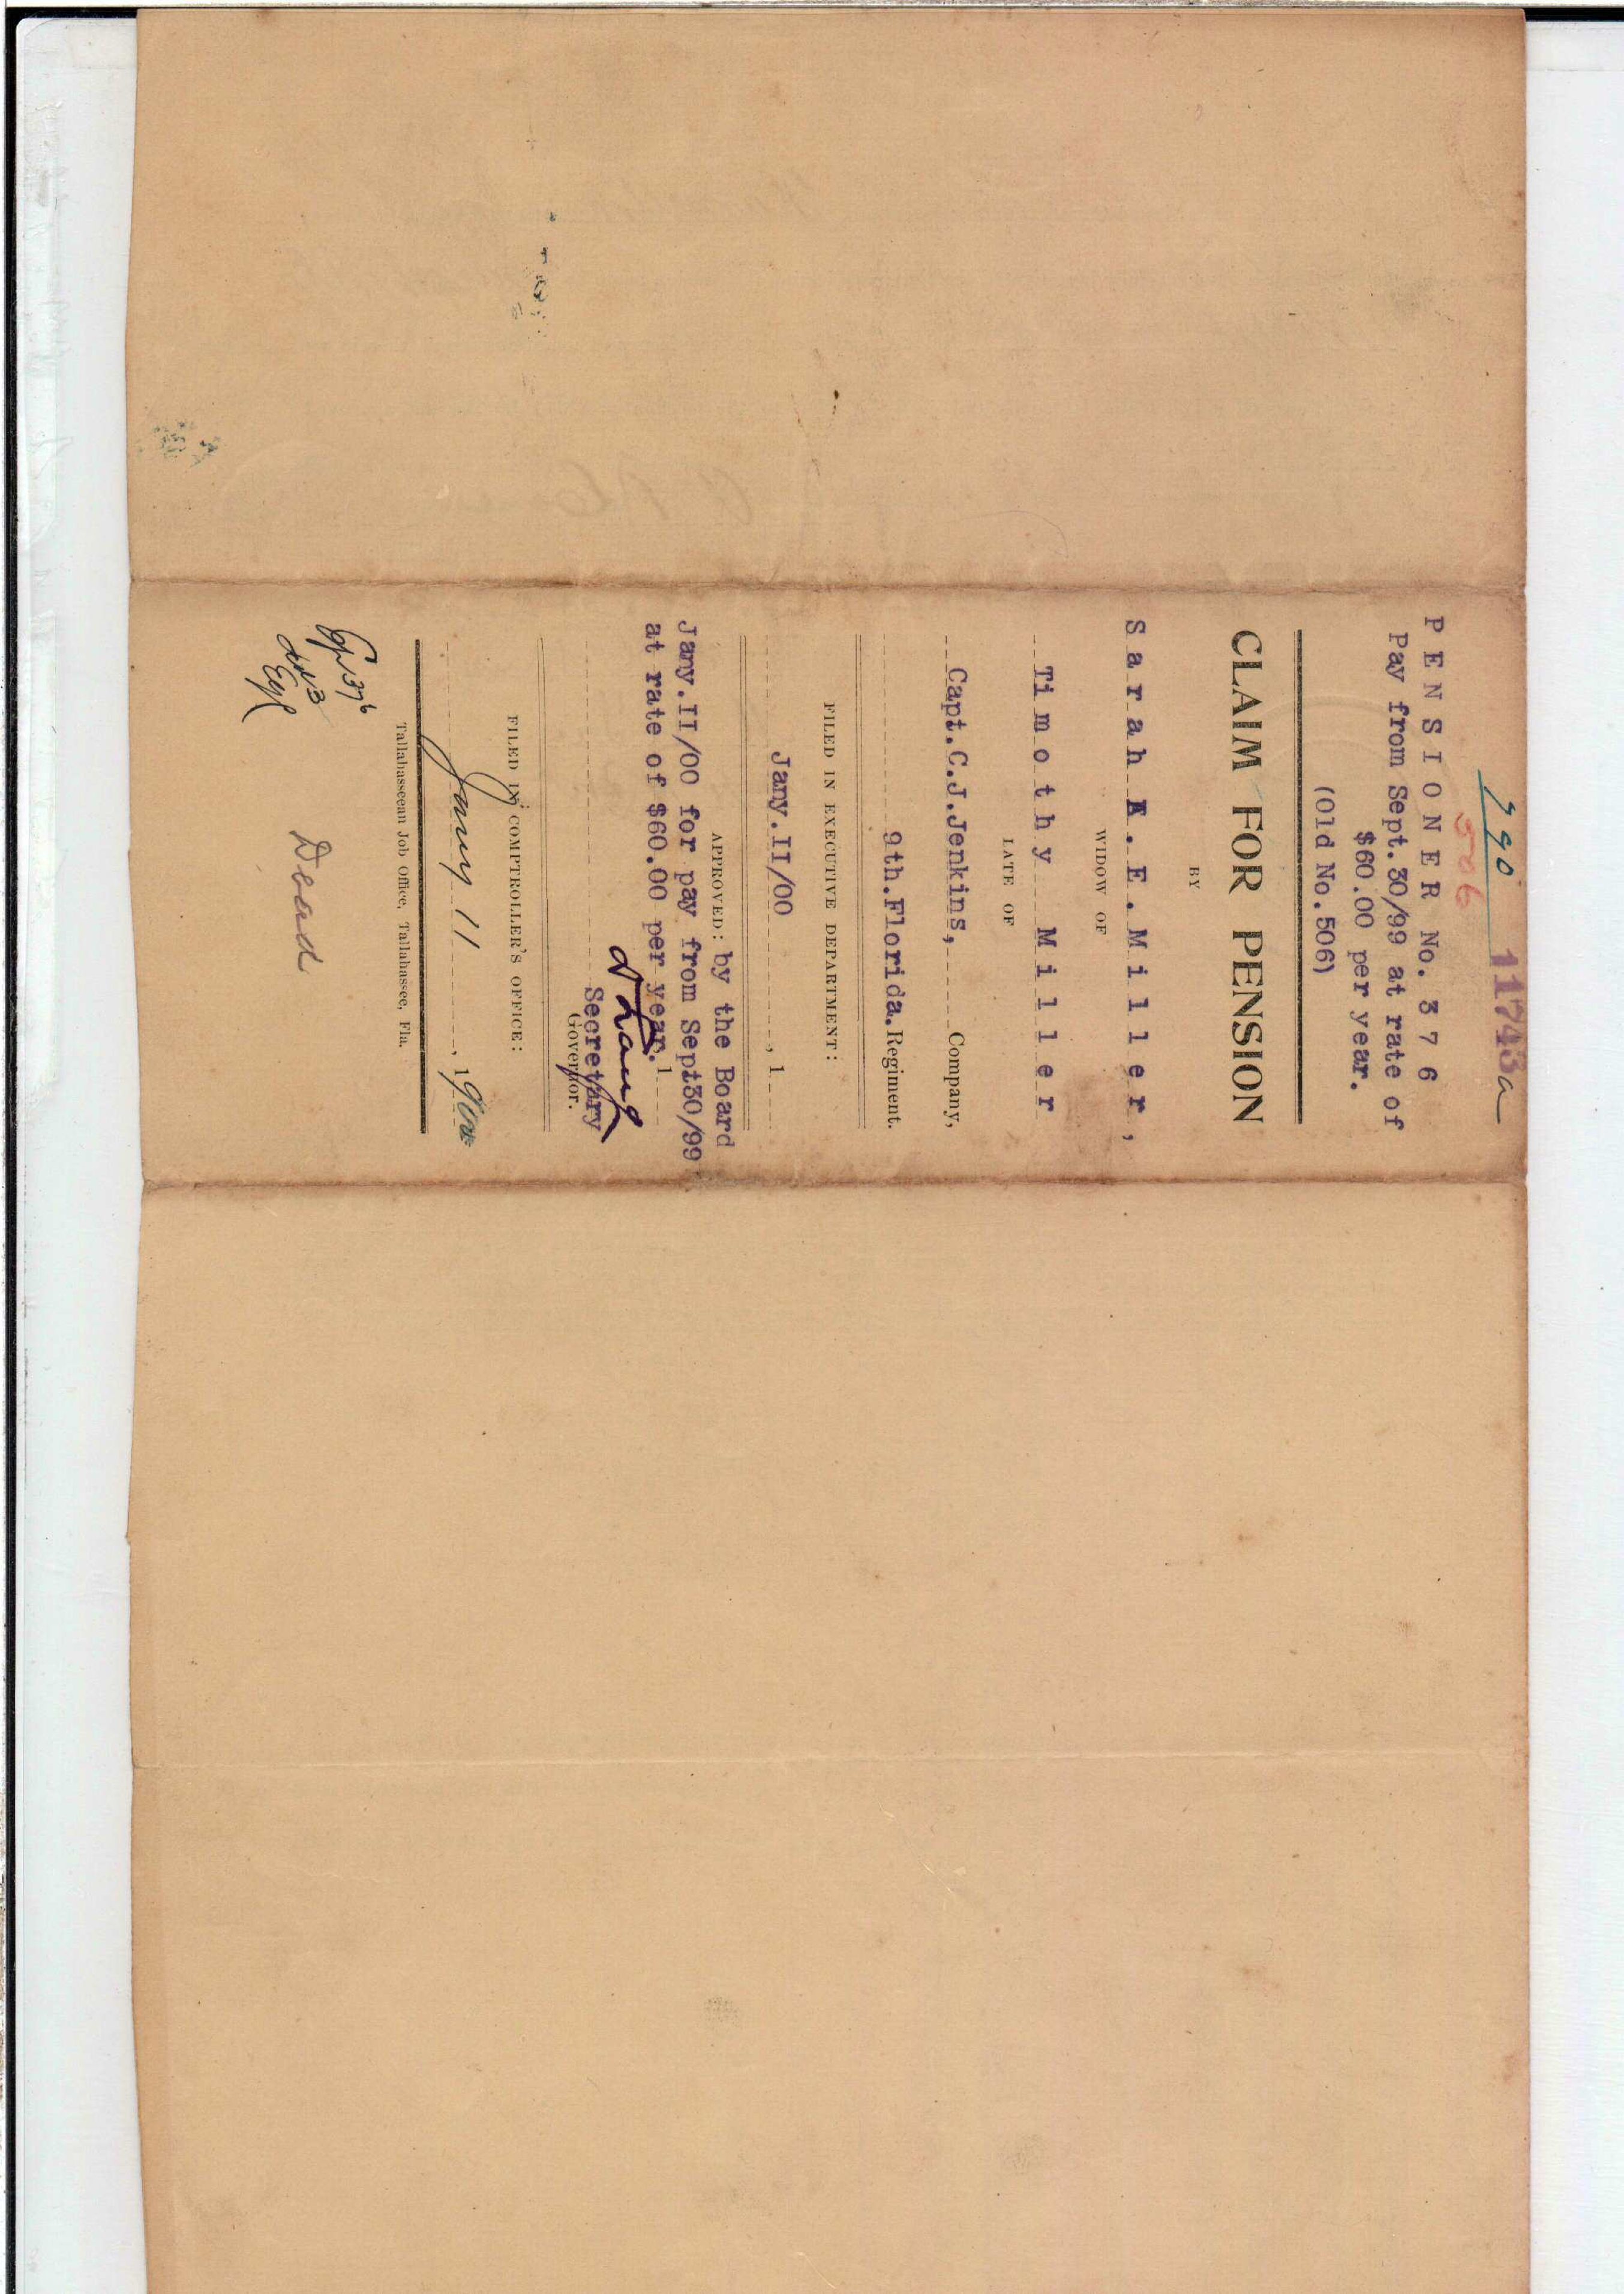 790
506
11743a
PENSIONER No. 376
Pay from Sept.30/99 at rate of
$60.00 per year.
(Old No.506)
CLAIM FOR PENSION
BY
Sarah E. Miller,
WIDOW OF
Timothy Miller
LATE OF
Capt.C.J.Jenkins, Company,
9th.Florida. Regiment.
FILED IN EXECUTIVE DEPARTMENT:
Jany.II/00, 1
APPROVED: by the Board
Jany.II/00 for pay from Sept30/99
at rate of $60.00 per year. 1
Secretary
Governor.
FILED IN COMPTROLLER'S OFFICE:
Jany 11, 1900
Tallahasseean Job Office, Tallahassee, Fla.
Dead